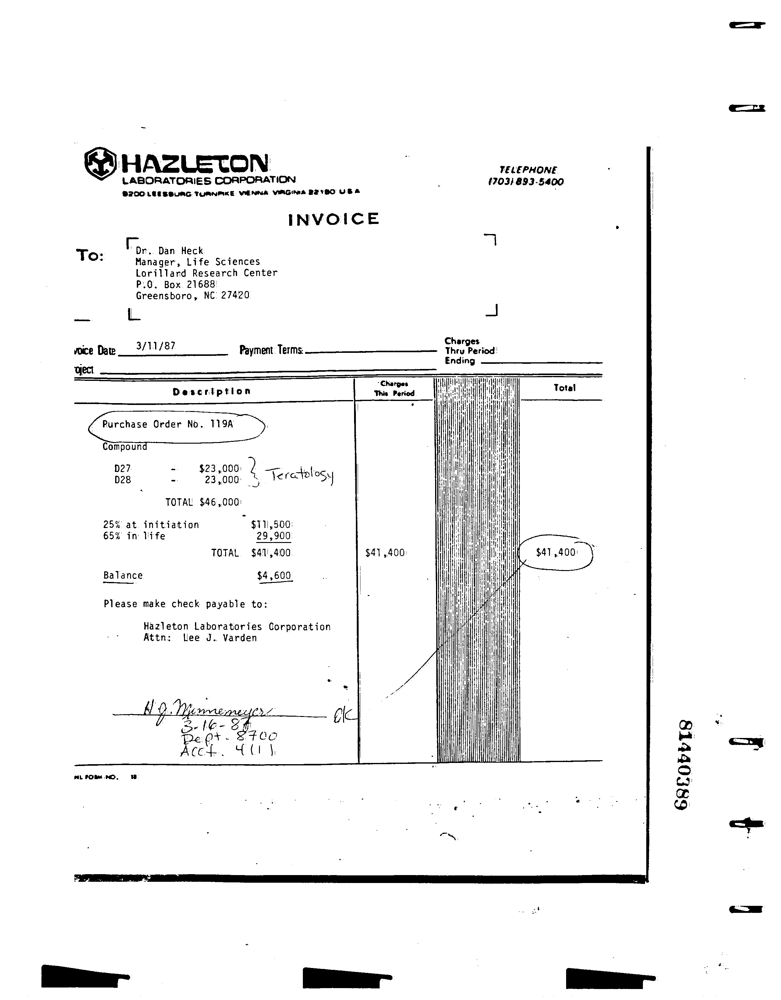 HAZLETON
LABORATORIES CORPORATION
9200 LEESBURG TURNPIKE VIENNA VIRGINIA 22180 USA
TELEPHONE
(703) 893-5400
INVOICE
To:
Dr. Dan Heck
Manager, Life Sciences
Lorillard Research Center
P.O. Box 21688
Greensboro, NC 27420
voice Date 3/11/87 Payment Terms: Charges Thru Period Ending
oject
Description Charges This Period Total
Purchase Order No. 119A
Compound
D27 - $23,000
D28 - 23,000 } Teratology
TOTAL $46,000
25% at initiation $11,500
65% in life 29,900
TOTAL $41,400 $41,400 $41,400
Balance $4,600
Please make check payable to:
Hazleton Laboratories Corporation
Attn: Lee J. Varden
H J. Minnemeyer OK
3-16-87
Dept. 8700
Acct. 4111
HL FORM NO. 18
81440389